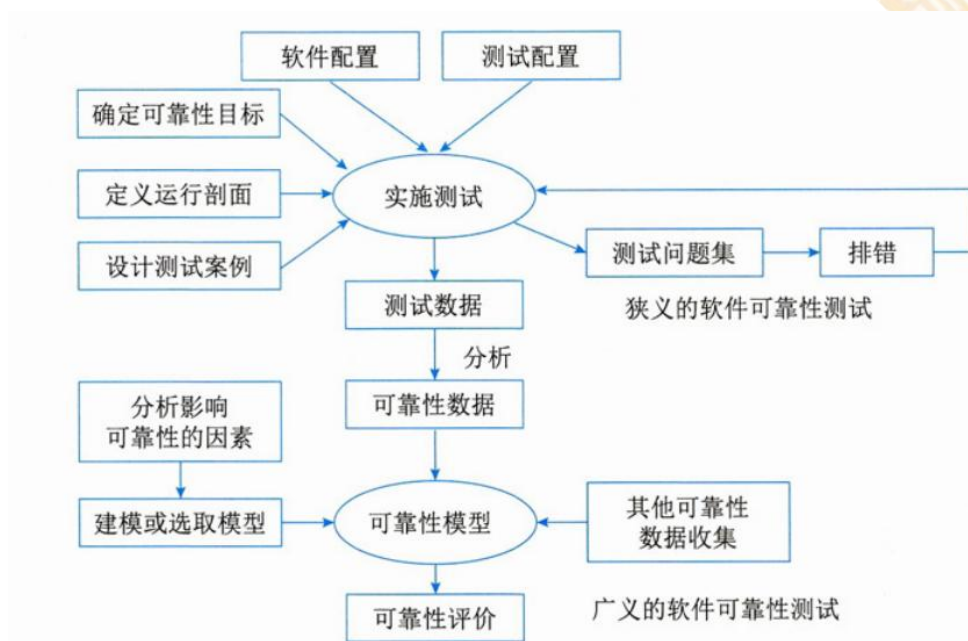 软件配置
测试配置
确定可靠性目标
定义运行剖面
实施测试
设计测试案例
测试问题集
排错
测试数据
狭义的软件可靠性测试
分析
可靠性数据
分析影响
可靠性的因素
建模或选取模型
可靠性模型
其他可靠性
数据收集
可靠性评价
广义的软件可靠性测试